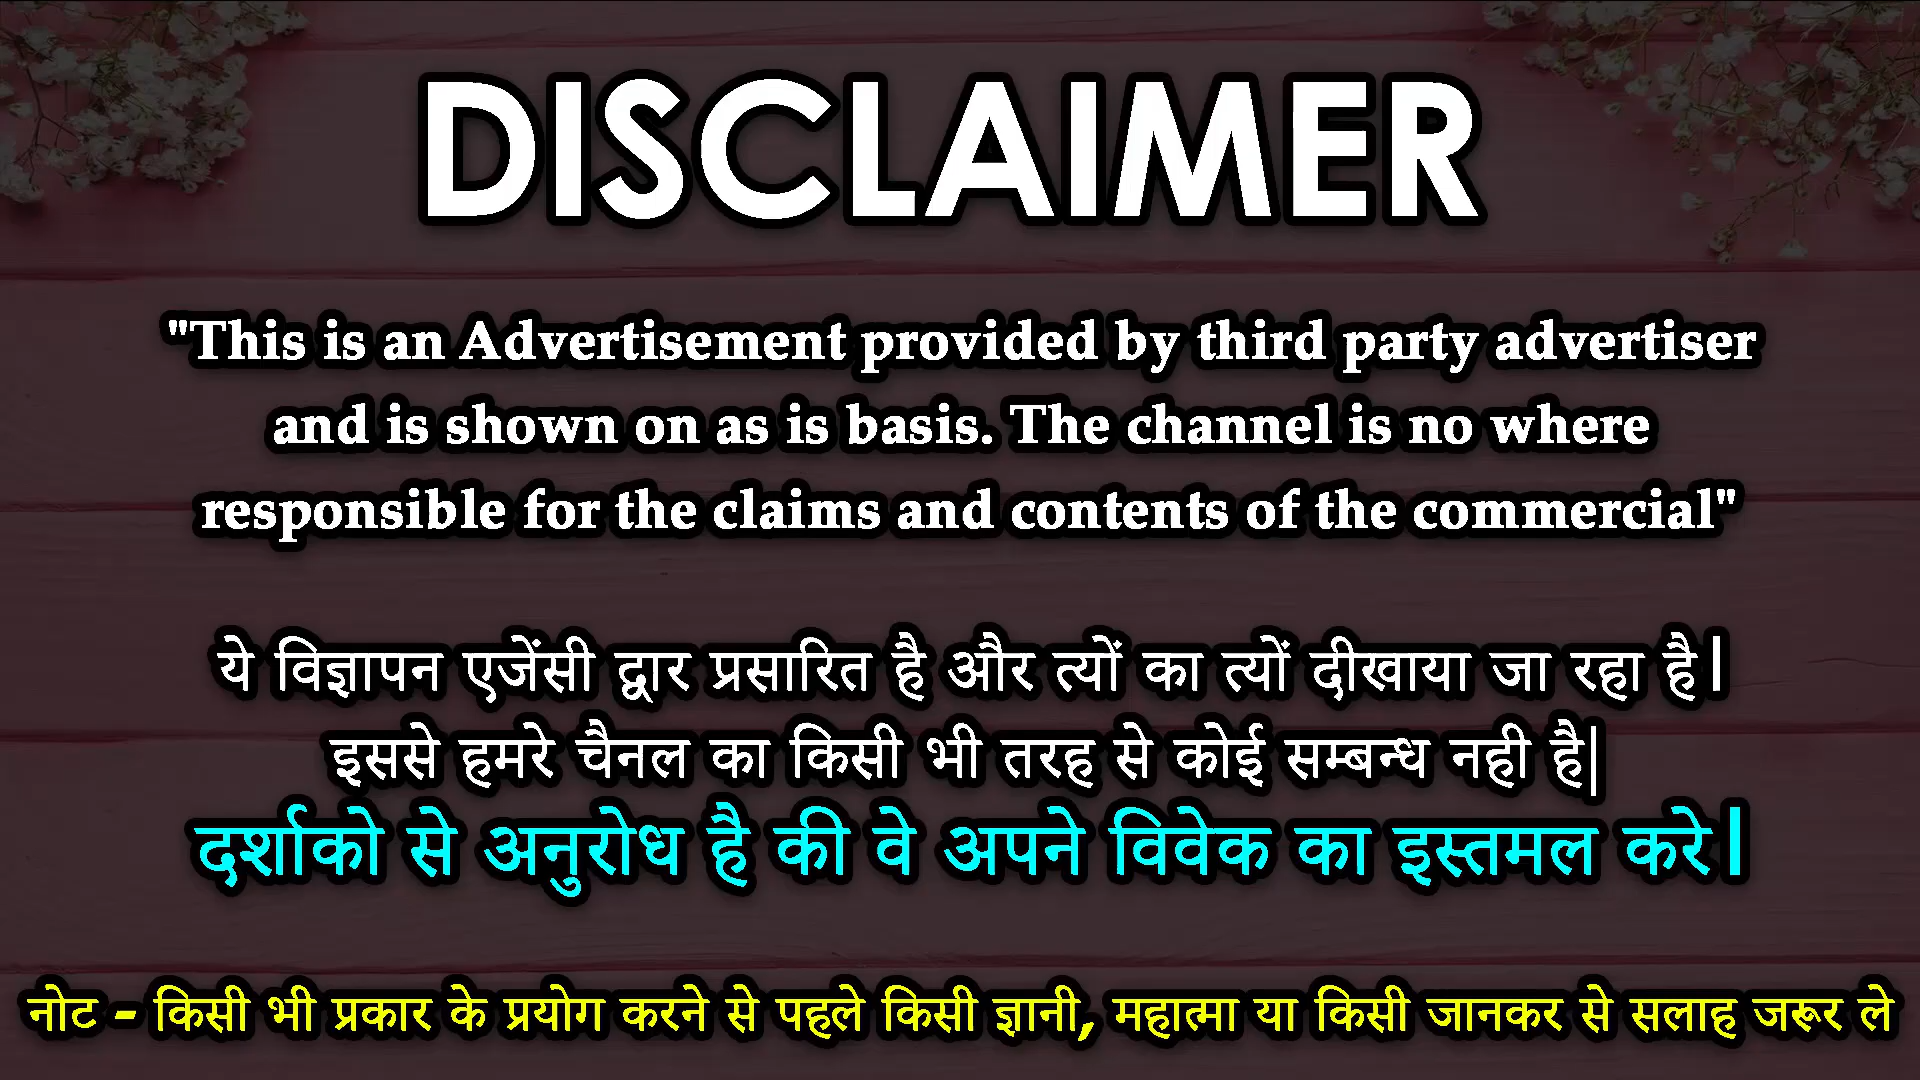 DISCLAIMER
"This is an Advertisement provided by third party advertiser
and is shown on as is basis. The channel is no where
responsible for the claims and contents of the commercial"
ये विज्ञापन एजेंसी द्वार प्रसारित है और त्यों का त्यों दीखाया जा रहा है।
इससे हमरे चैनल का किसी भी तरह से कोई सम्बन्ध नही है|
दर्शाको से अनुरोध है की वे अपने विवेक का इस्तमल करे।
नोट - किसी भी प्रकार के प्रयोग करने से पहले किसी ज्ञानी, महात्मा या किसी जानकर से सलाह जरूर ले